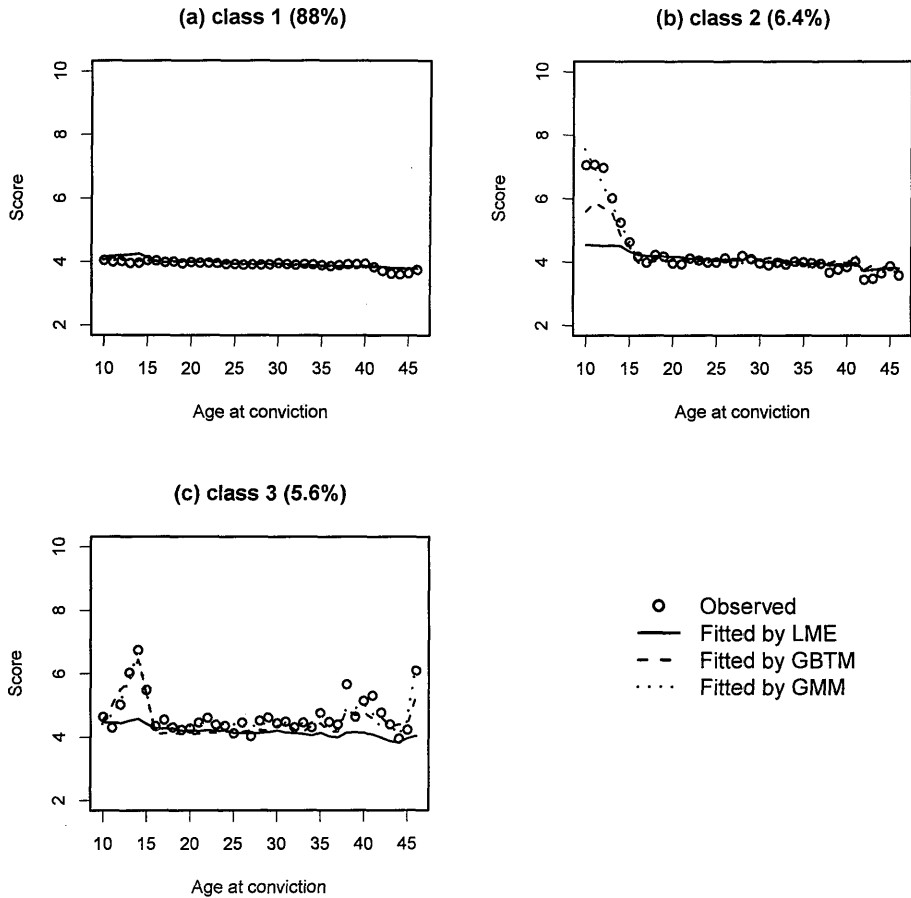 (a) class 1 (88%)
Score
10
8
6
4
2
10 15 20 25 30 35 40 45
Age at conviction
(b) class 2 (6.4%)
Score
10
8
6
4
2
10 15 20 25 30 35 40 45
Age at conviction
(c) class 3 (5.6%)
Score
10
8
6
4
2
10 15 20 25 30 35 40 45
Age at conviction
Observed
Fitted by LME
Fitted by GBTM
Fitted by GMM